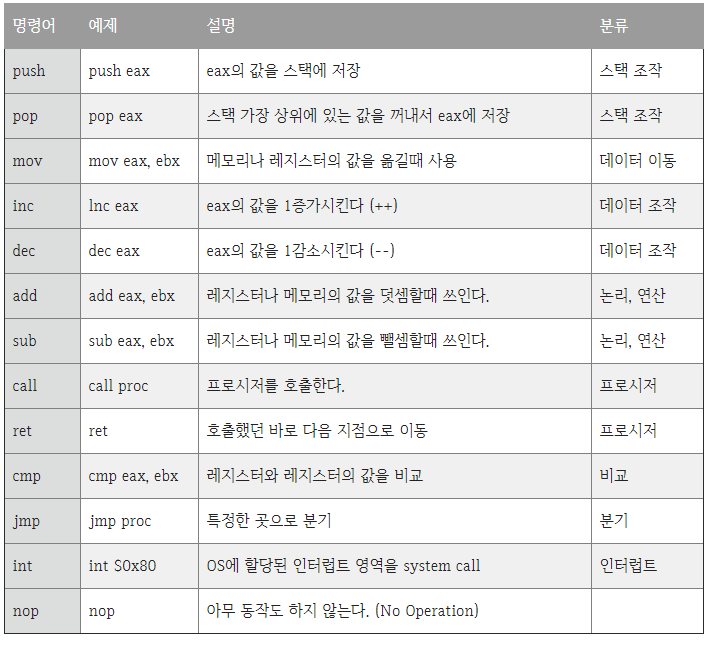 명령어 예제 설명 분류
push push eax eax의 값을 스택에 저장 스택 조작
pop pop eax 스택 가장 상위에 있는 값을 꺼내서 eax에 저장 스택 조작
mov mov eax, ebx 메모리나 레지스터의 값을 옮길때 사용 데이터 이동
inc lnc eax eax의 값을 1증가시킨다 (++) 데이터 조작
dec dec eax eax의 값을 1감소시킨다 (--) 데이터 조작
add add eax, ebx 레지스터나 메모리의 값을 덧셈할때 쓰인다. 논리, 연산
sub sub eax, ebx 레지스터나 메모리의 값을 뺄셈할때 쓰인다. 논리, 연산
call call proc 프로시저를 호출한다. 프로시저
ret ret 호출했던 바로 다음 지점으로 이동 프로시저
cmp cmp eax, ebx 레지스터와 레지스터의 값을 비교 비교
jmp jmp proc 특정한 곳으로 분기 분기
int int $0x80 OS에 할당된 인터럽트 영역을 system call 인터럽트
nop nop 아무 동작도 하지 않는다. (No Operation)